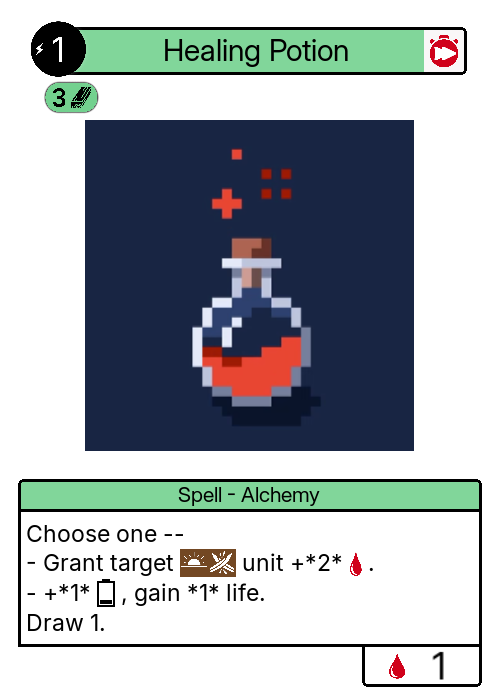 1
Healing Potion
3
Spell - Alchemy
Choose one --
- Grant target unit +*2* .
- +*1* , gain *1* life.
Draw 1.
1